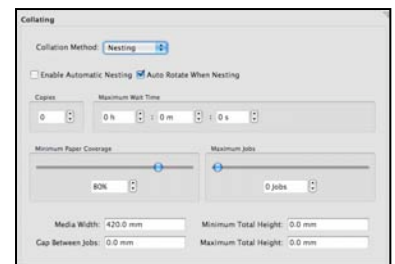 Collating
Collation Method: Nesting
Enable Automatic Nesting Auto Rotate When Nesting
Copies Maximum Wait Time
0 0 h : 0 m : 0 s
Minimum Paper Coverage Maximum Jobs
80% 0 Jobs
Media Width: 420.0 mm Minimum Total Height: 0.0 mm
Gap Between Jobs: 0.0 mm Maximum Total Height: 0.0 mm